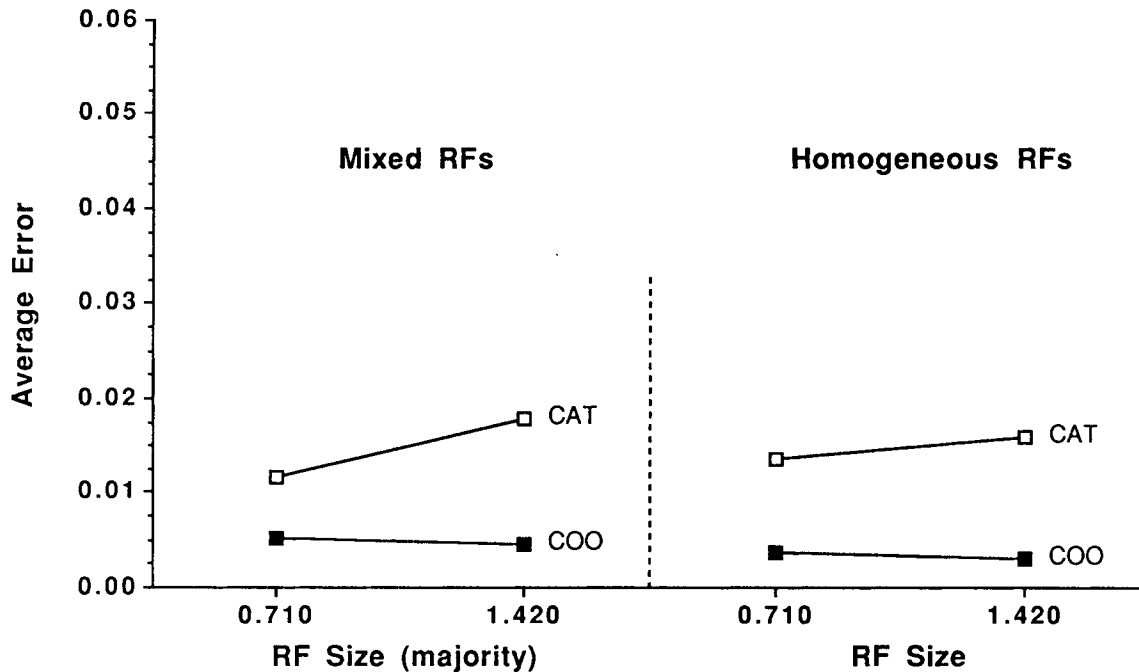 0.06
0.05
Mixed RFs
Homogeneous RFs
0.04
Average Error
0.03
0.02
CAT
CAT
0.01
COO
COO
0.00
0.710
1.420
0.710
1.420
RF Size (majority)
RF Size